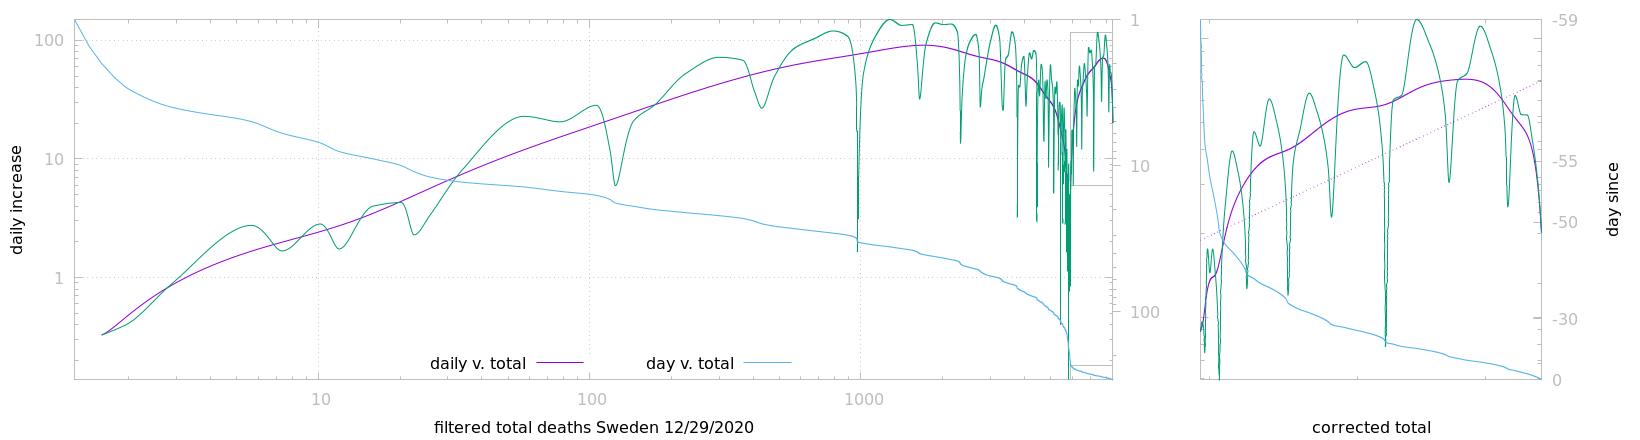 100
10
1
daily increase
daily v. total
day v. total
10
100
1000
filtered total deaths Sweden 12/29/2020
1
10
100
-59
-55
-50
-30
0
day since
corrected total